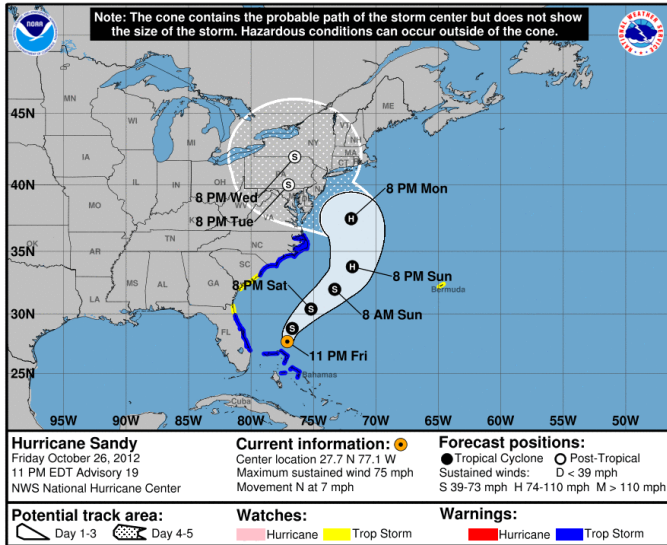 Note: The cone contains the probable path of the storm center but does not show
the size of the storm. Hazardous conditions can occur outside of the cone.
NOAA
NATIONAL WEATHER SERVICE
45N
40N
35N
30N
25N
95W
90W
85W
80W
75W
70W
65W
60W
55W
50W
MN
WI
MI
IA
IL
IN
OH
MO
KY
WV
VA
TN
NC
OK
AR
SC
MS
AL
GA
LA
FL
PA
NY
VT
NH
ME
MA
CT
NJ
DE
Cuba
Bahamas
Bermuda
8 PM Wed
8 PM Tue
8 PM Mon
8 PM Sun
8 AM Sun
8 PM Sat
11 PM Fri
S
S
H
H
S
S
S
Hurricane Sandy
Friday October 26, 2012
11 PM EDT Advisory 19
NWS National Hurricane Center
Current information:
Center location 27.7 N 77.1 W
Maximum sustained wind 75 mph
Movement N at 7 mph
Forecast positions:
Tropical Cyclone Post-Tropical
Sustained winds: D < 39 mph
S 39-73 mph H 74-110 mph M > 110 mph
Potential track area:
Day 1-3 Day 4-5
Watches:
Hurricane Trop Storm
Warnings:
Hurricane Trop Storm